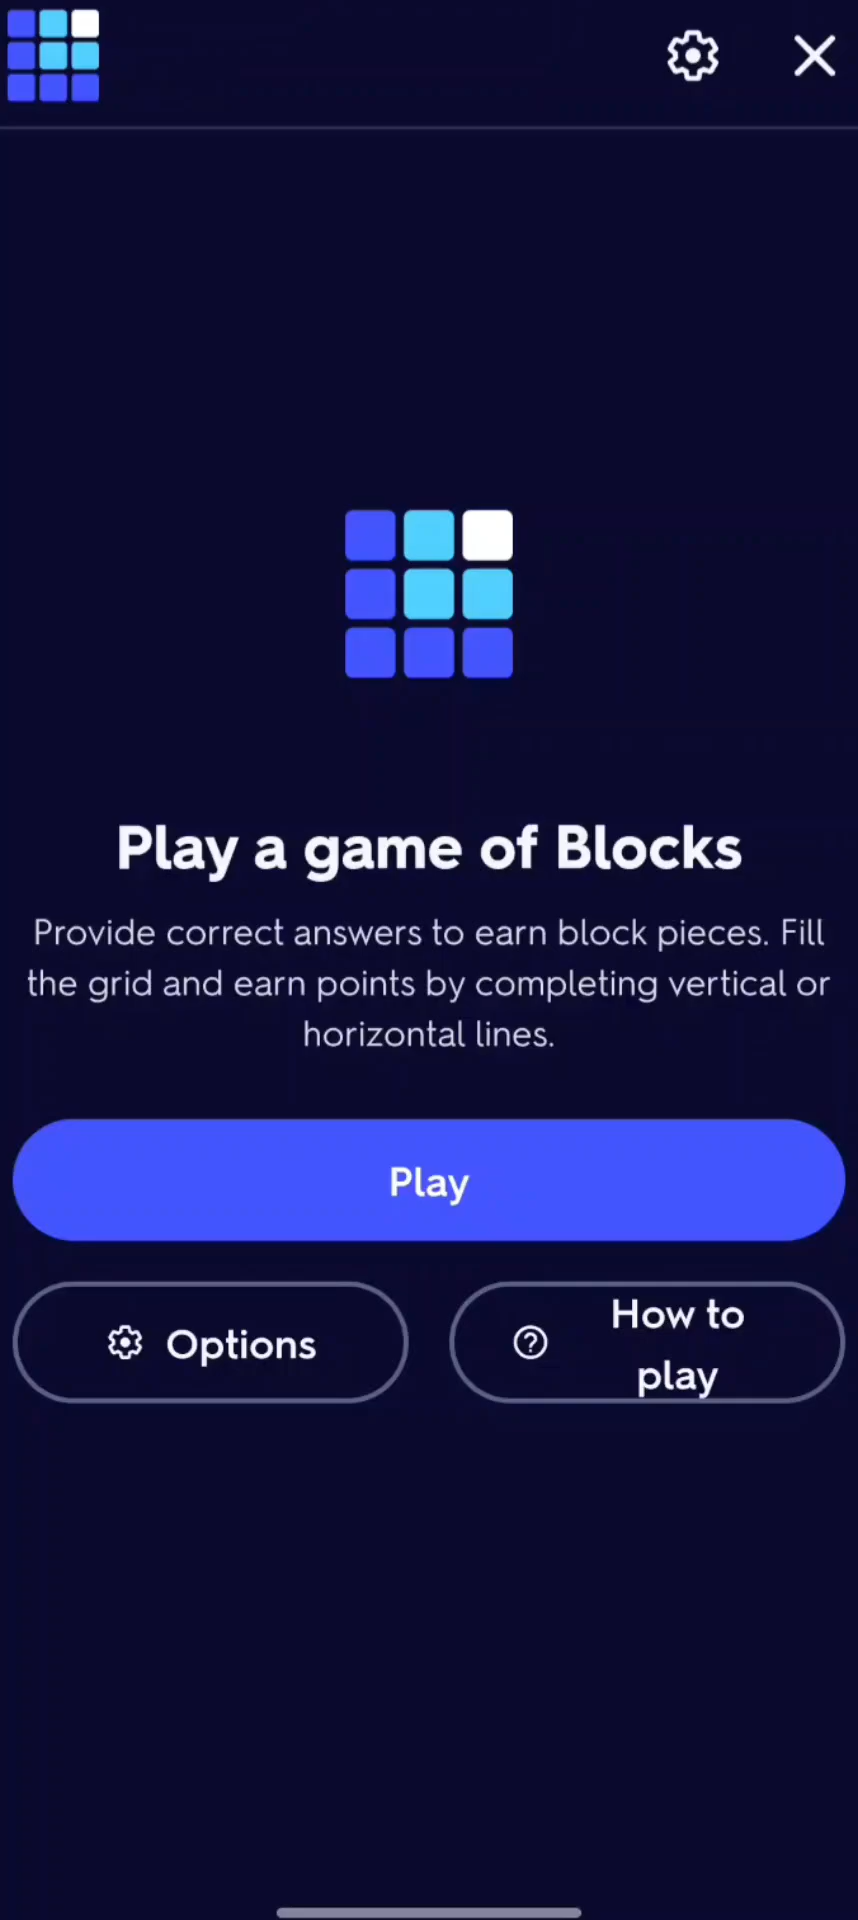 Play a game of Blocks
Provide correct answers to earn block pieces. Fill
the grid and earn points by completing vertical or
horizontal lines.
Play
Options
How to
play